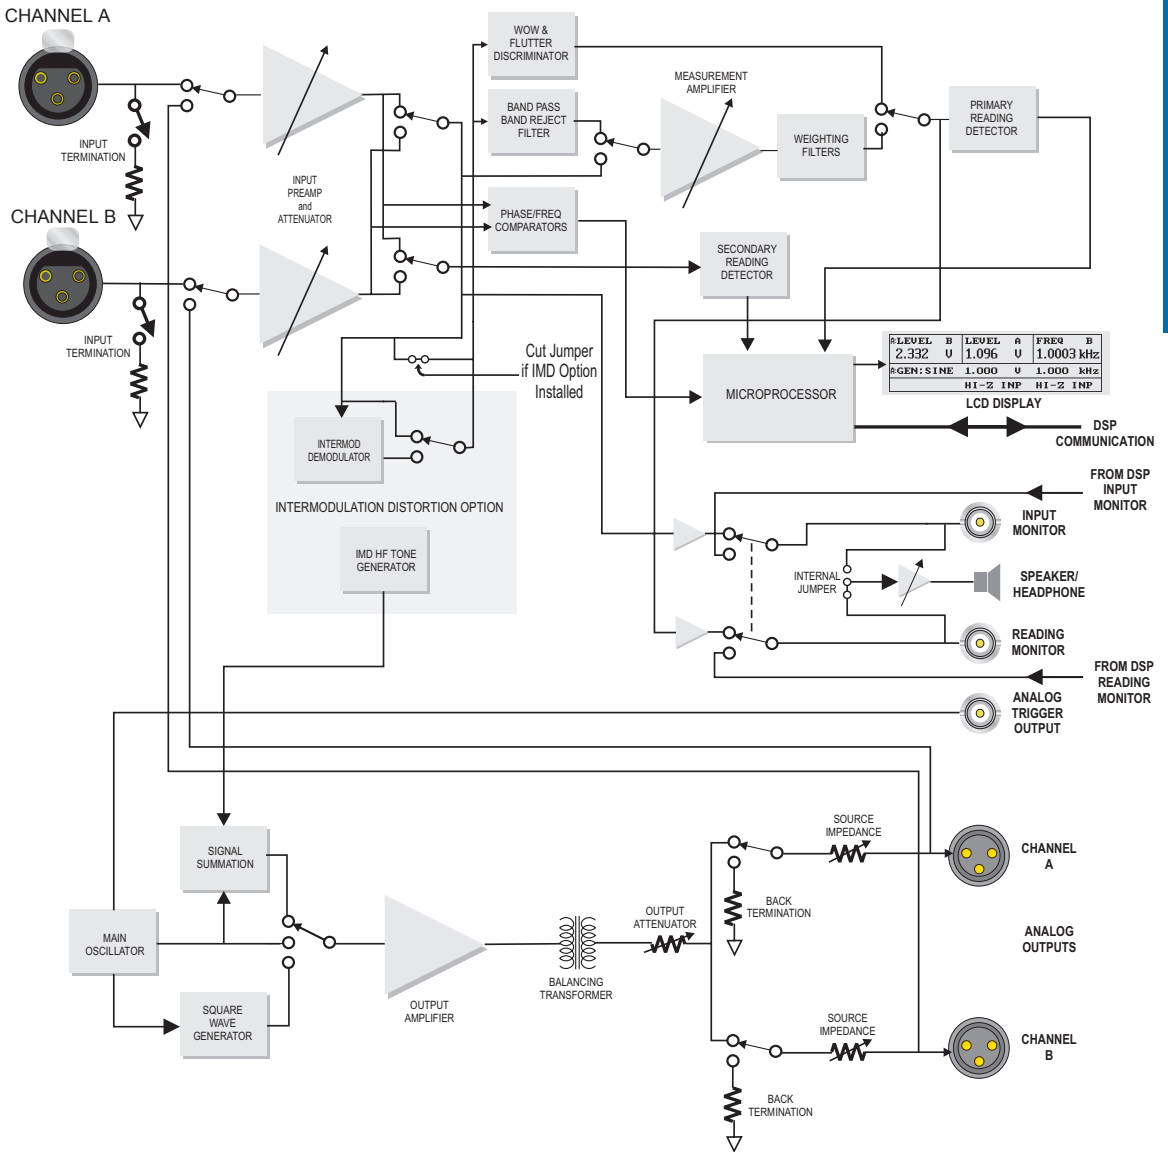 CHANNEL A
INPUT
TERMINATION
CHANNEL B
INPUT
TERMINATION
INPUT
PREAMP
and
ATTENUATOR
WOW &
FLUTTER
DISCRIMINATOR
BAND PASS
BAND REJECT
FILTER
PHASE/FREQ
COMPARATORS
MEASUREMENT
AMPLIFIER
WEIGHTING
FILTERS
PRIMARY
READING
DETECTOR
SECONDARY
READING
DETECTOR
Cut Jumper
if IMD Option
Installed
MICROPROCESSOR
A:LEVEL B LEVEL A FREQ B
2.332 V 1.096 V 1.0003 kHz
A:GEN:SINE 1.000 V 1.000 kHz
HI-Z INP HI-Z INP
LCD DISPLAY
DSP
COMMUNICATION
INTERMOD
DEMODULATOR
INTERMODULATION DISTORTION OPTION
IMD HF TONE
GENERATOR
FROM DSP
INPUT
MONITOR
INPUT
MONITOR
INTERNAL
JUMPER
SPEAKER/
HEADPHONE
READING
MONITOR
FROM DSP
READING
MONITOR
ANALOG
TRIGGER
OUTPUT
SIGNAL
SUMMATION
MAIN
OSCILLATOR
SQUARE
WAVE
GENERATOR
OUTPUT
AMPLIFIER
BALANCING
TRANSFORMER
OUTPUT
ATTENUATOR
SOURCE
IMPEDANCE
BACK
TERMINATION
CHANNEL
A
ANALOG
OUTPUTS
SOURCE
IMPEDANCE
BACK
TERMINATION
CHANNEL
B